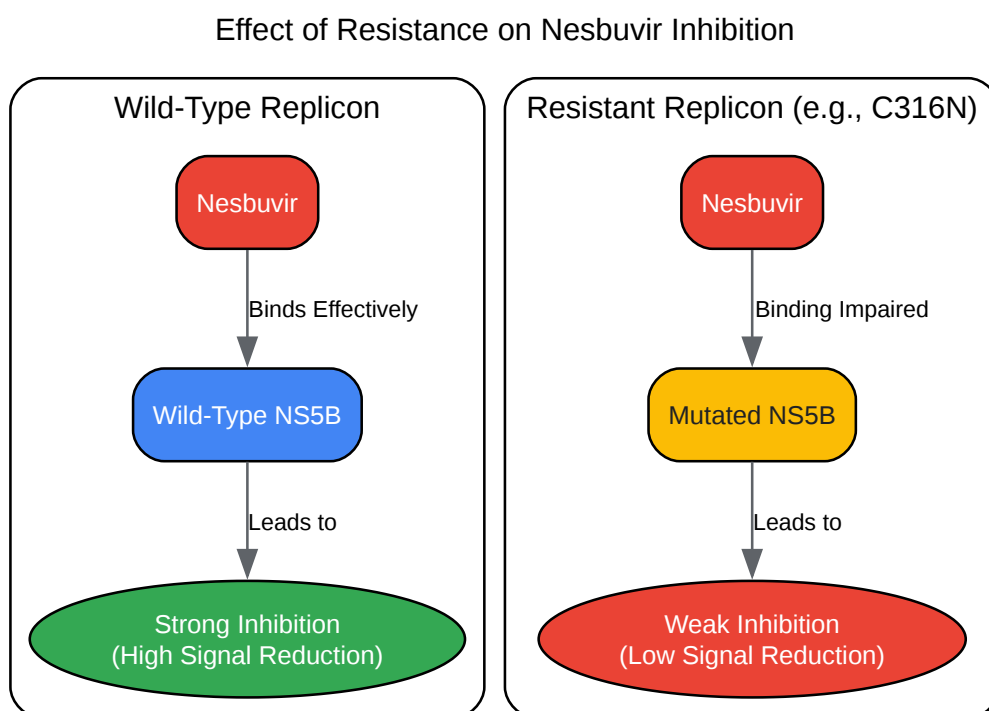 Effect of Resistance on Nesbuvir Inhibition
Wild-Type Replicon
Nesbuvir
Binds Effectively
Wild-Type NS5B
Leads to
Strong Inhibition
(High Signal Reduction)
Resistant Replicon (e.g., C316N)
Nesbuvir
Binding Impaired
Mutated NS5B
Leads to
Weak Inhibition
(Low Signal Reduction)